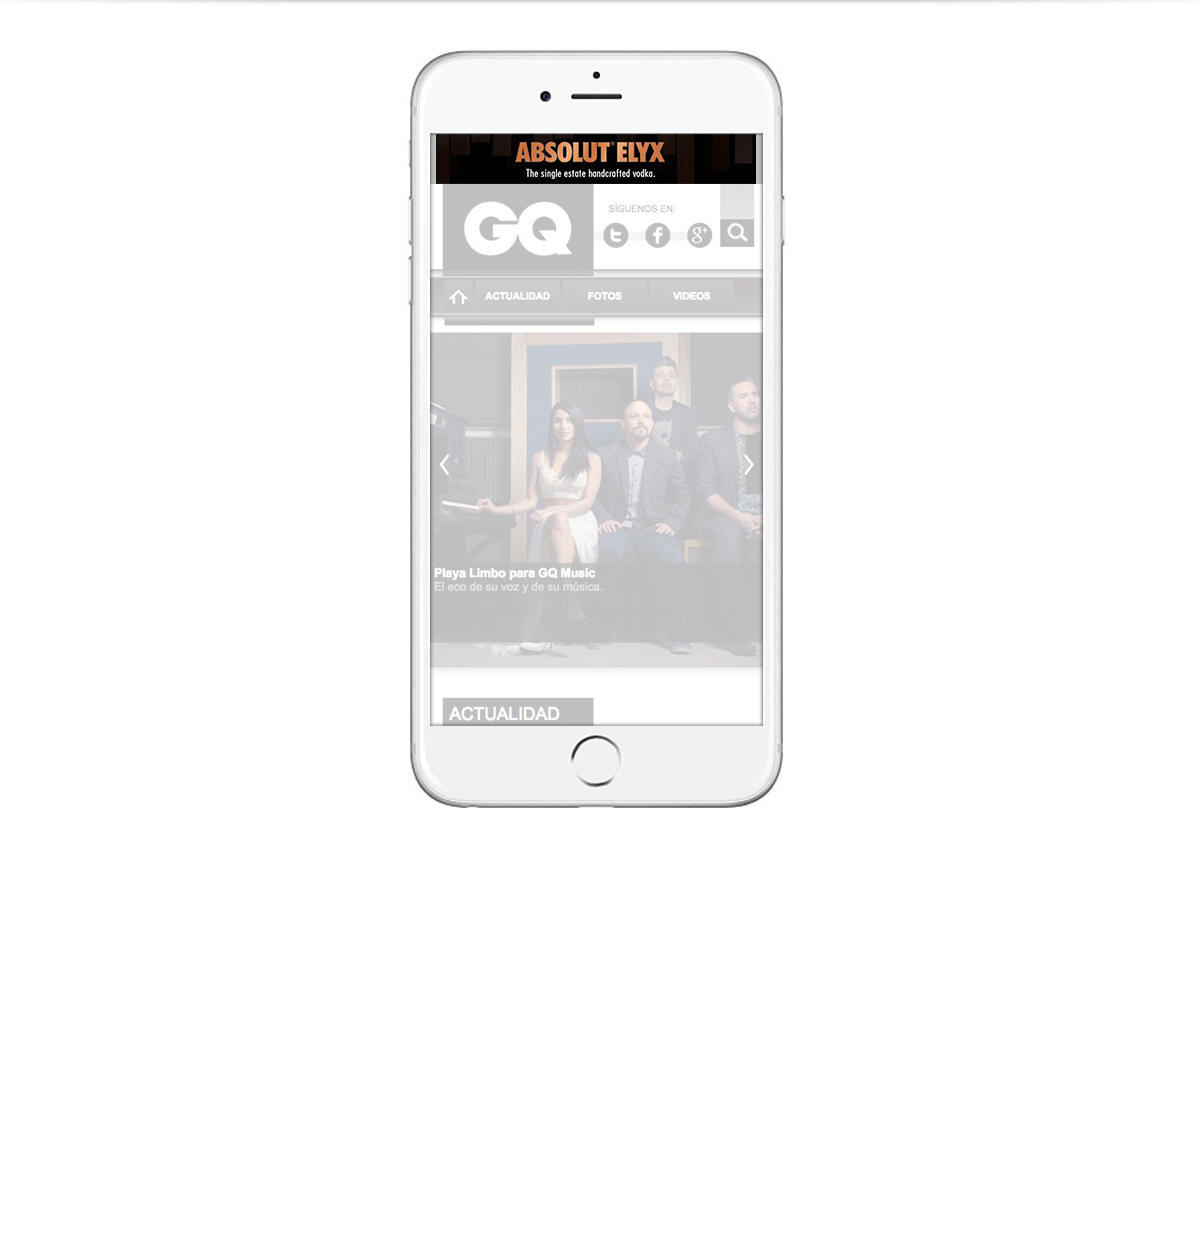 ABSOLUT ELYX
The single estate handcrafted vodka.
GQ
SÍGUENOS EN:
ACTUALIDAD FOTOS VIDEOS
Playa Limbo para GQ Music
El eco de su voz y de su música.
ACTUALIDAD